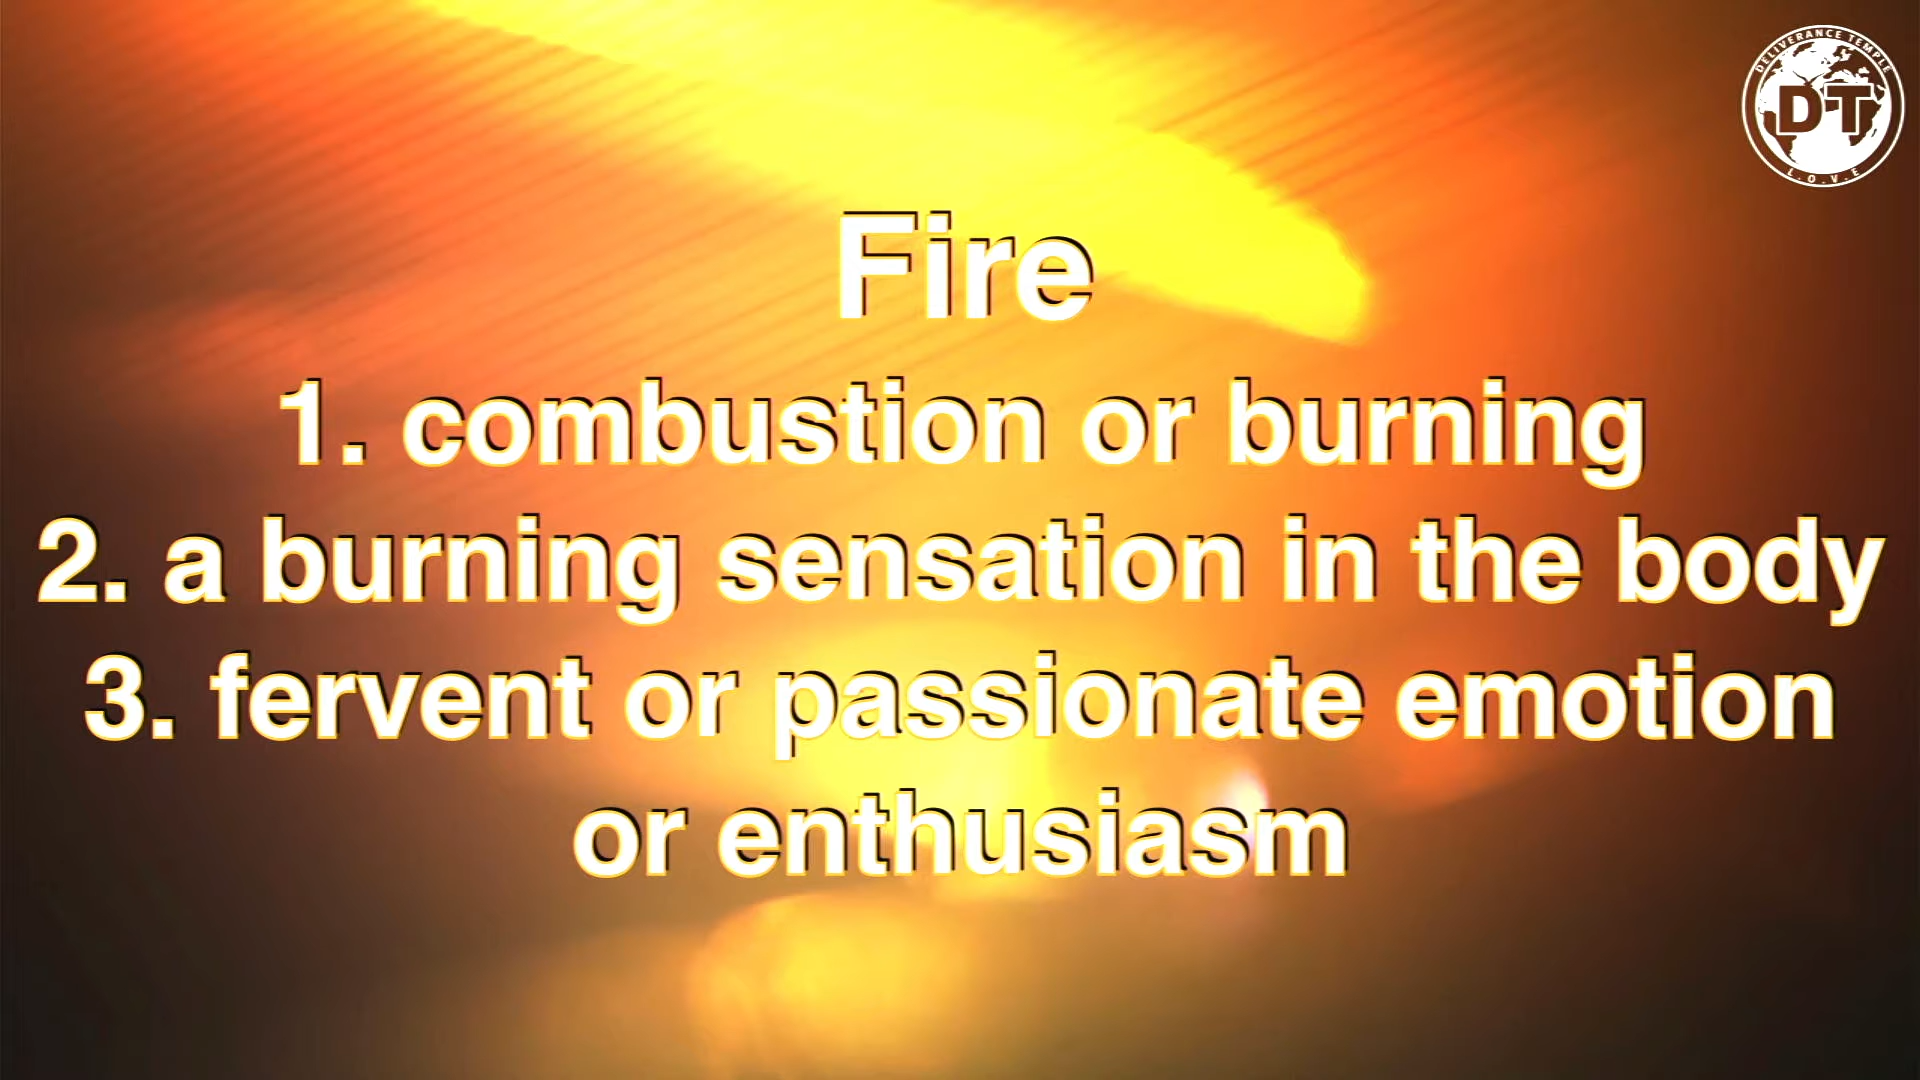 DELIVERANCE TEMPLE
DT
L.O.V.E
Fire
1. combustion or burning
2. a burning sensation in the body
3. fervent or passionate emotion
or enthusiasm